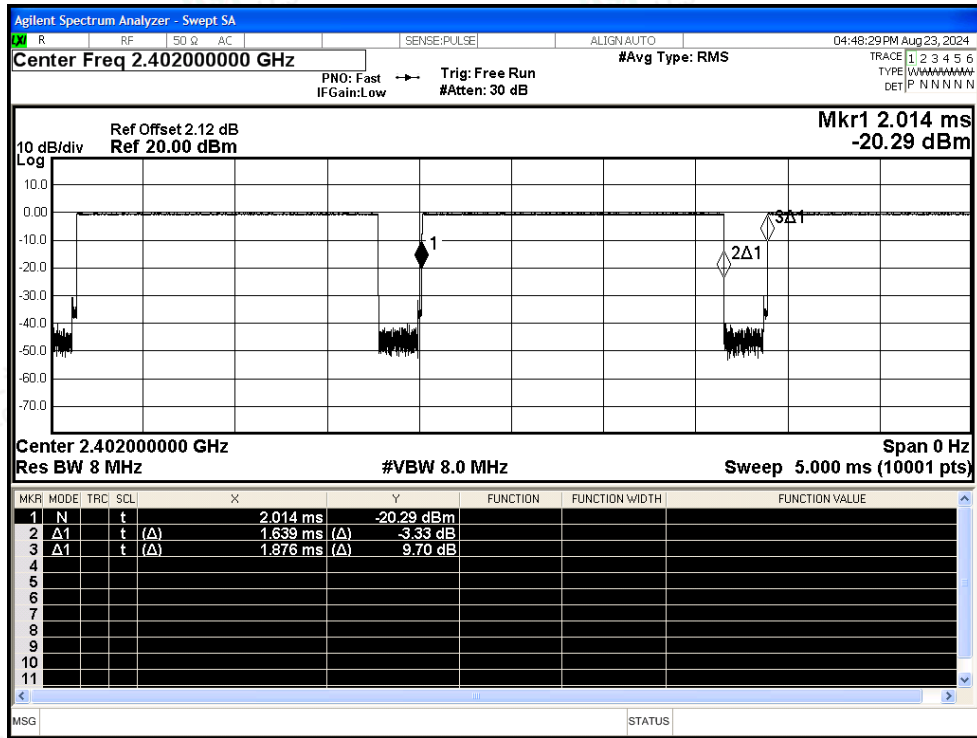 Agilent Spectrum Analyzer - Swept SA
LXI R RF 50 Ω AC SENSE:PULSE ALIGN AUTO 04:48:29 PM Aug 23, 2024
Center Freq 2.402000000 GHz #Avg Type: RMS TRACE 1 2 3 4 5 6
PNO: Fast Trig: Free Run TYPE WWWWWW
IFGain:Low #Atten: 30 dB DET P N N N N N
Mkr1 2.014 ms
Ref Offset 2.12 dB
10 dB/div Ref 20.00 dBm -20.29 dBm
Log
10.0
0.00
3Δ1
-10.0
1
2Δ1
-20.0
-30.0
-40.0
-50.0
-60.0
-70.0
Center 2.402000000 GHz Span 0 Hz
Res BW 8 MHz #VBW 8.0 MHz Sweep 5.000 ms (10001 pts)
MKR MODE TRC SCL X Y FUNCTION FUNCTION WIDTH FUNCTION VALUE
1 N t 2.014 ms -20.29 dBm
2 Δ1 t (Δ) 1.639 ms (Δ) -3.33 dB
3 Δ1 t (Δ) 1.876 ms (Δ) 9.70 dB
4
5
6
7
8
9
10
11
MSG STATUS